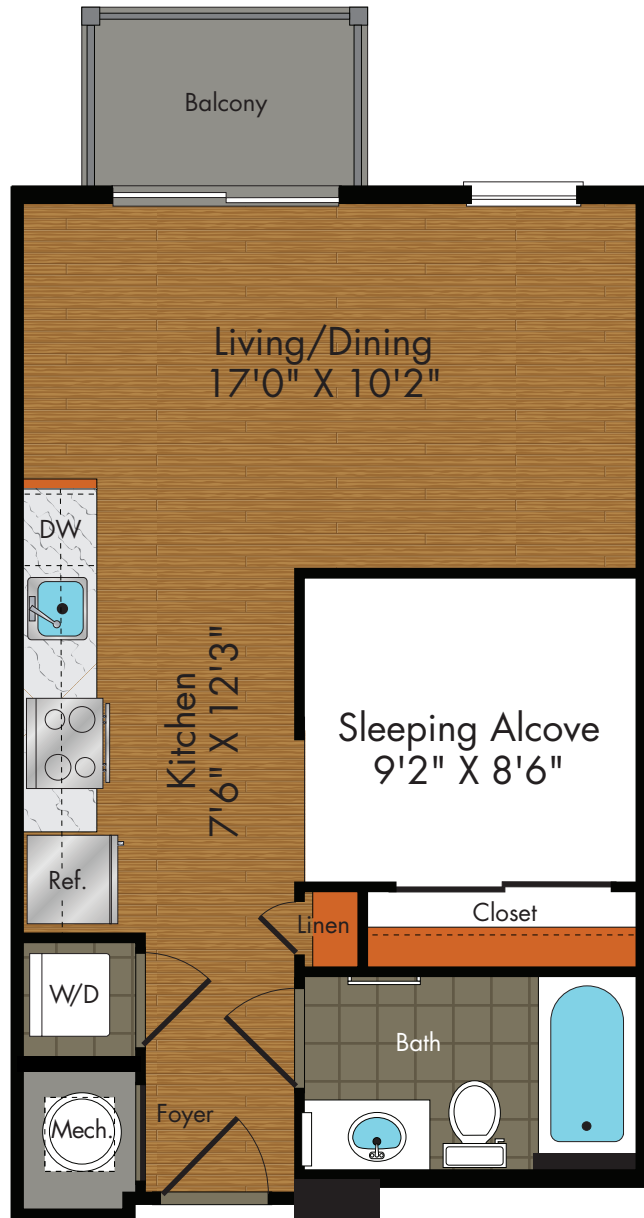 Balcony
Living/Dining
17'0" X 10'2"
DW
Kitchen
7'6" X 12'3"
Sleeping Alcove
9'2" X 8'6"
Ref.
Linen
Closet
W/D
Bath
Foyer
Mech.